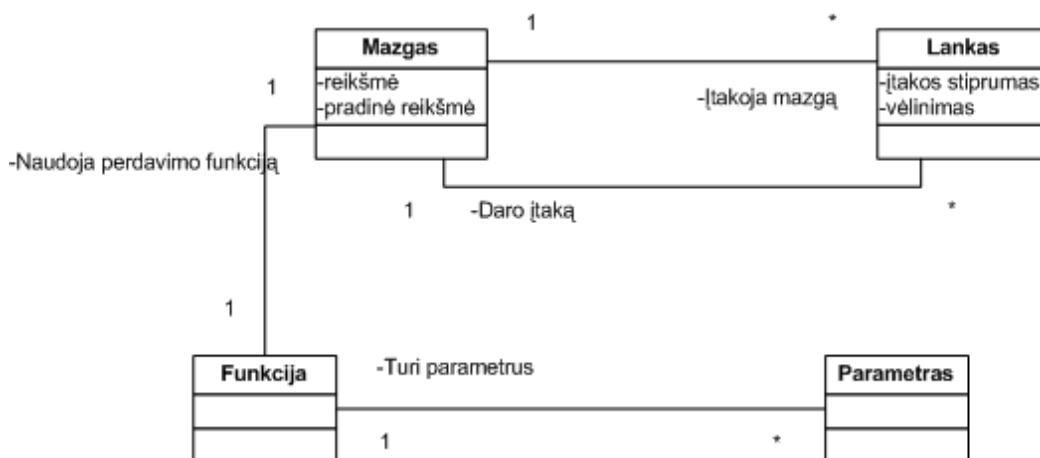 1
*
Mazgas
Lankas
-reikšmė
-pradinė reikšmė
-įtakos stiprumas
-vėlinimas
1
-Įtakoja mazgą
-Naudoja perdavimo funkciją
1
-Daro įtaką
*
1
Funkcija
-Turi parametrus
Parametras
1
*